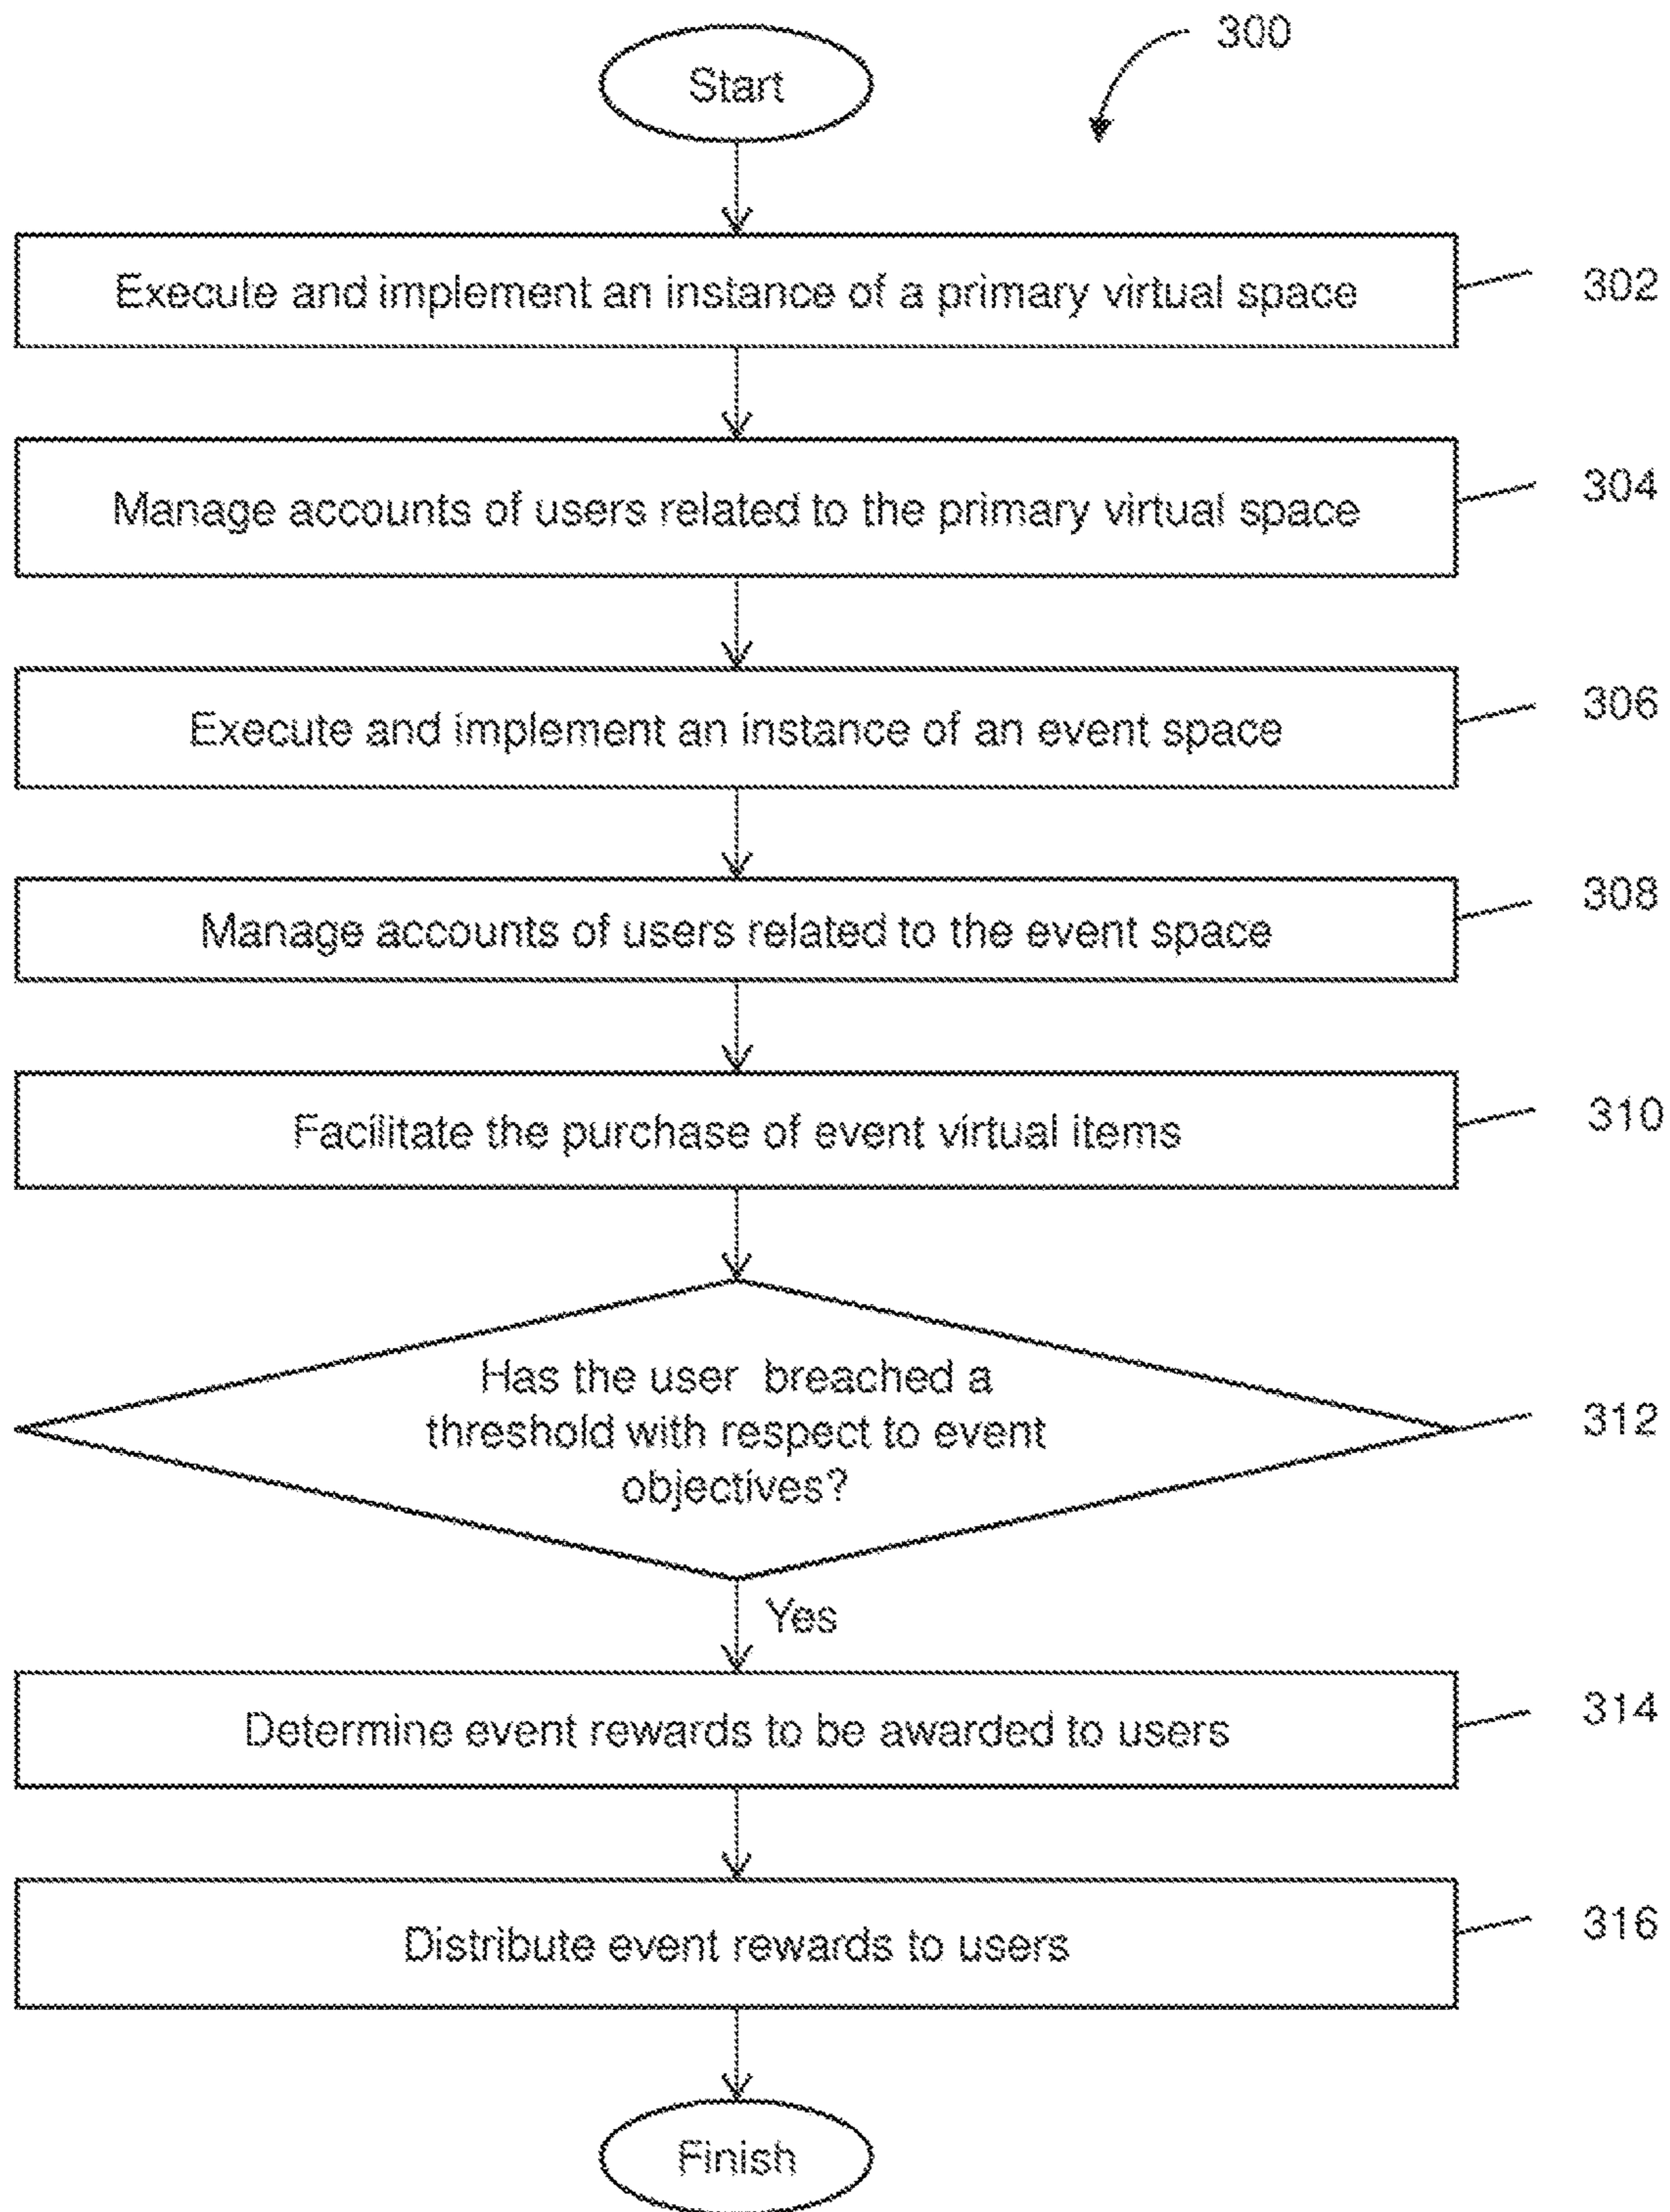 300
Start
Execute and implement an instance of a primary virtual space
302
Manage accounts of users related to the primary virtual space
304
Execute and implement an instance of an event space
306
Manage accounts of users related to the event space
308
Facilitate the purchase of event virtual items
310
Has the user breached a
threshold with respect to event
objectives?
312
Yes
Determine event rewards to be awarded to users
314
Distribute event rewards to users
316
Finish